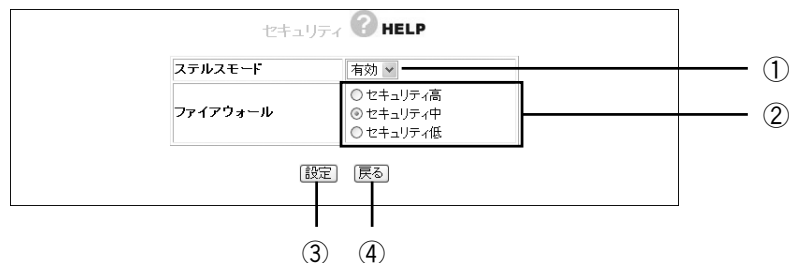 セキュリティ ? HELP
ステルスモード 有効 ①
ファイアウォール
セキュリティ高
セキュリティ中 ②
セキュリティ低
設定 戻る
③ ④